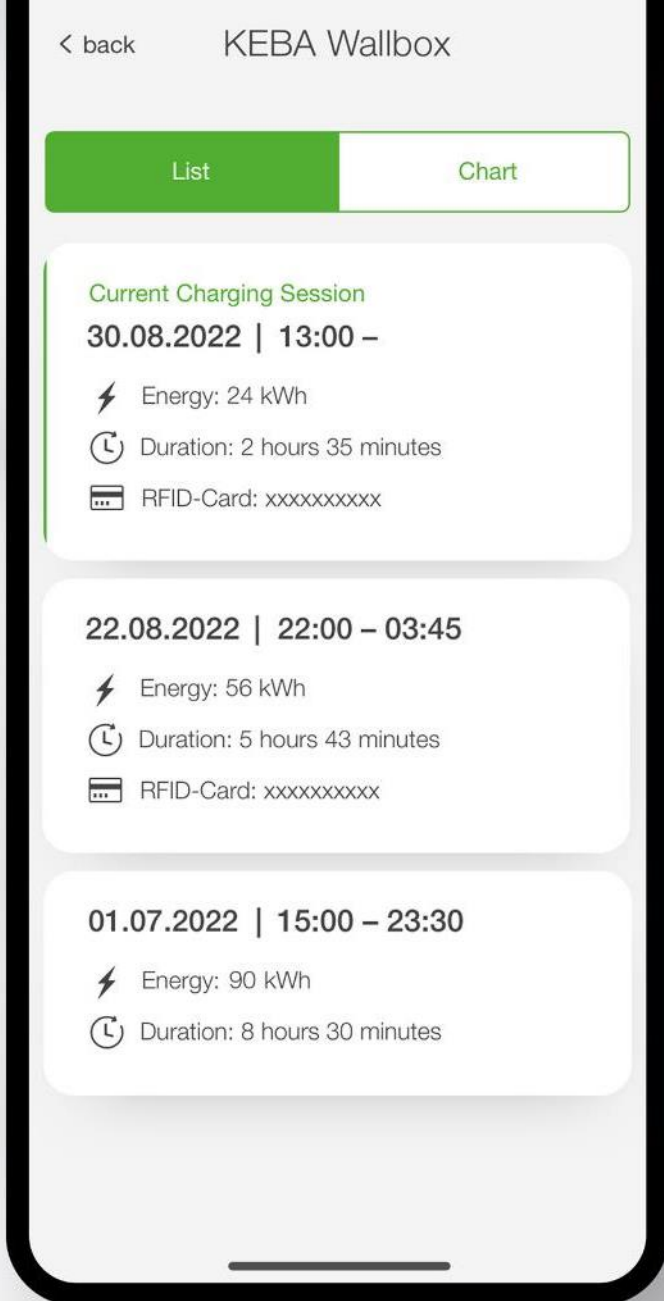 < back
KEBA Wallbox
List
Chart
Current Charging Session
30.08.2022 | 13:00 –
Energy: 24 kWh
Duration: 2 hours 35 minutes
RFID-Card: xxxxxxxxxx
22.08.2022 | 22:00 – 03:45
Energy: 56 kWh
Duration: 5 hours 43 minutes
RFID-Card: xxxxxxxxxx
01.07.2022 | 15:00 – 23:30
Energy: 90 kWh
Duration: 8 hours 30 minutes